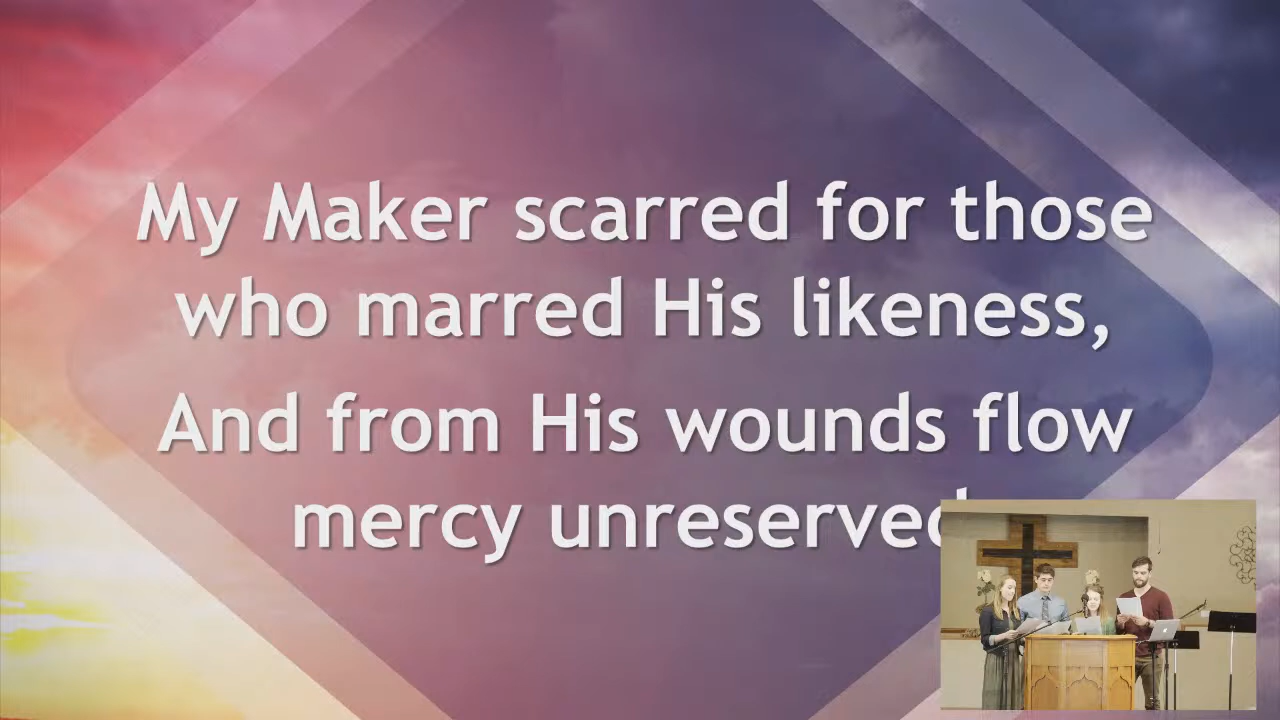 My Maker scarred for those
who marred His likeness,
And from His wounds flow
mercy unreserved